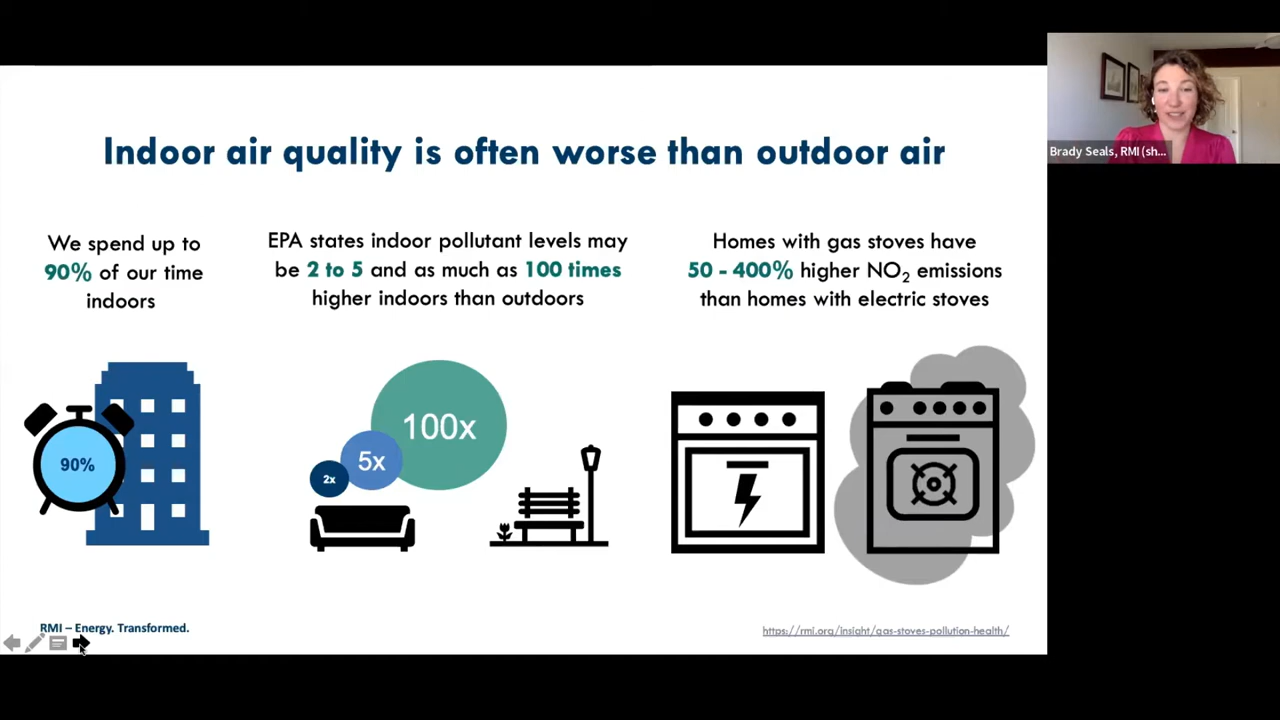 Indoor air quality is often worse than outdoor air
We spend up to
90% of our time
indoors
EPA states indoor pollutant levels may
be 2 to 5 and as much as 100 times
higher indoors than outdoors
Homes with gas stoves have
50 - 400% higher NO₂ emissions
than homes with electric stoves
90%
2x
5x
100x
RMI – Energy. Transformed.
https://rmi.org/insight/gas-stoves-pollution-health/
Brady Seals, RMI (sh...